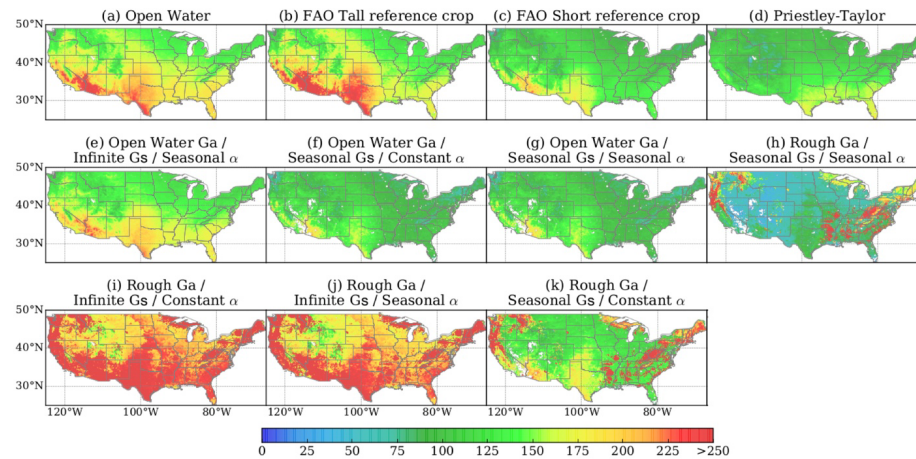 (a) Open Water
(b) FAO Tall reference crop
(c) FAO Short reference crop
(d) Priestley-Taylor
50°N
40°N
30°N
(e) Open Water Ga /
Infinite Gs / Seasonal α
(f) Open Water Ga /
Seasonal Gs / Constant α
(g) Open Water Ga /
Seasonal Gs / Seasonal α
(h) Rough Ga /
Seasonal Gs / Seasonal α
50°N
40°N
30°N
(i) Rough Ga /
Infinite Gs / Constant α
(j) Rough Ga /
Infinite Gs / Seasonal α
(k) Rough Ga /
Seasonal Gs / Constant α
50°N
40°N
30°N
120°W 100°W 80°W 120°W 100°W 80°W 120°W 100°W 80°W
0 25 50 75 100 125 150 175 200 225 >250